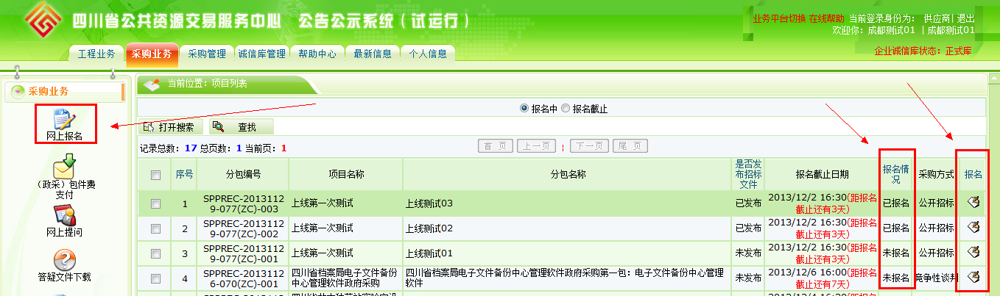 四川省公共资源交易服务中心 公告公示系统（试运行）
业务平台切换 在线帮助 当前登录身份为: 供应商| 退出
欢迎你: 成都测试01 | 成都测试01
企业诚信库状态: 正式库
工程业务 采购业务 采购管理 诚信库管理 帮助中心 最新信息 个人信息
采购业务
网上报名
（政采）包件费
支付
网上提问
答疑文件下载
当前位置: 项目列表
报名中 报名截止
打开搜索 查找
记录总数: 17 总页数: 1 当前页: 1
首 页 上一页 下一页 尾 页
序号 分包编号 项目名称 分包名称 是否发布招标文件 报名截止日期 报名情况 采购方式 报名
1 SPPREC-20131129-077(ZC)-003 上线第一次测试 上线测试03 已发布 2013/12/2 16:30(距报名截止还有3天) 已报名 公开招标
2 SPPREC-20131129-077(ZC)-002 上线第一次测试 上线测试02 已发布 2013/12/2 16:30(距报名截止还有3天) 已报名 公开招标
3 SPPREC-20131129-077(ZC)-001 上线第一次测试 上线测试01 未发布 2013/12/2 16:30(距报名截止还有3天) 未报名 公开招标
4 SPPREC-20131126-070(ZC)-001 四川省档案局电子文件备份中心管理软件政府采购 四川省档案局电子文件备份中心管理软件政府采购第一包: 电子文件备份中心管理软件 未发布 2013/12/6 16:00(距报名截止还有7天) 未报名 竞争性谈判